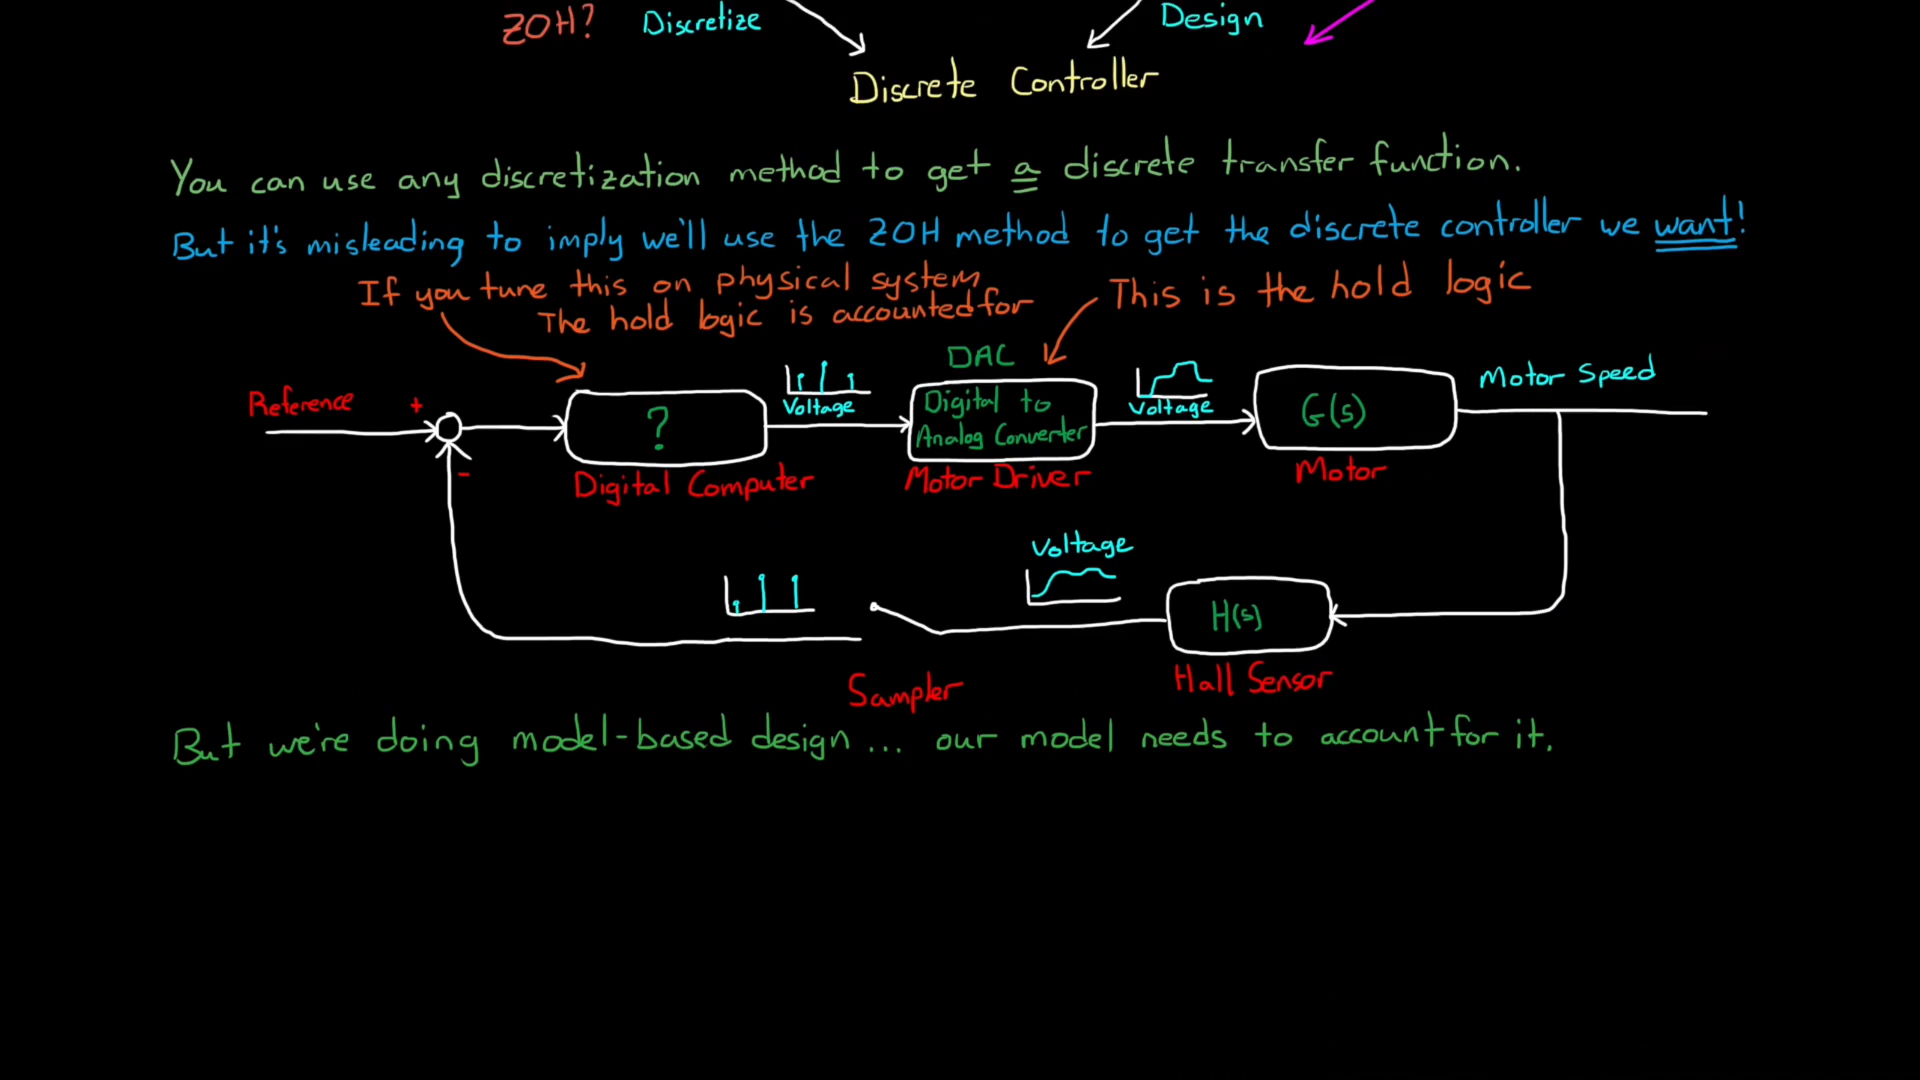 ZOH? Discretize Design
Discrete Controller
You can use any discretization method to get a discrete transfer function.
But it's misleading to imply we'll use the ZOH method to get the discrete controller we want!
If you tune this on physical system
The hold logic is accounted for
This is the hold logic
DAC
Reference
+
-
?
Digital Computer
Voltage
Digital to
Analog Converter
Motor Driver
Voltage
G(s)
Motor
Motor Speed
Voltage
H(s)
Hall Sensor
Sampler
But we're doing model-based design... our model needs to account for it.